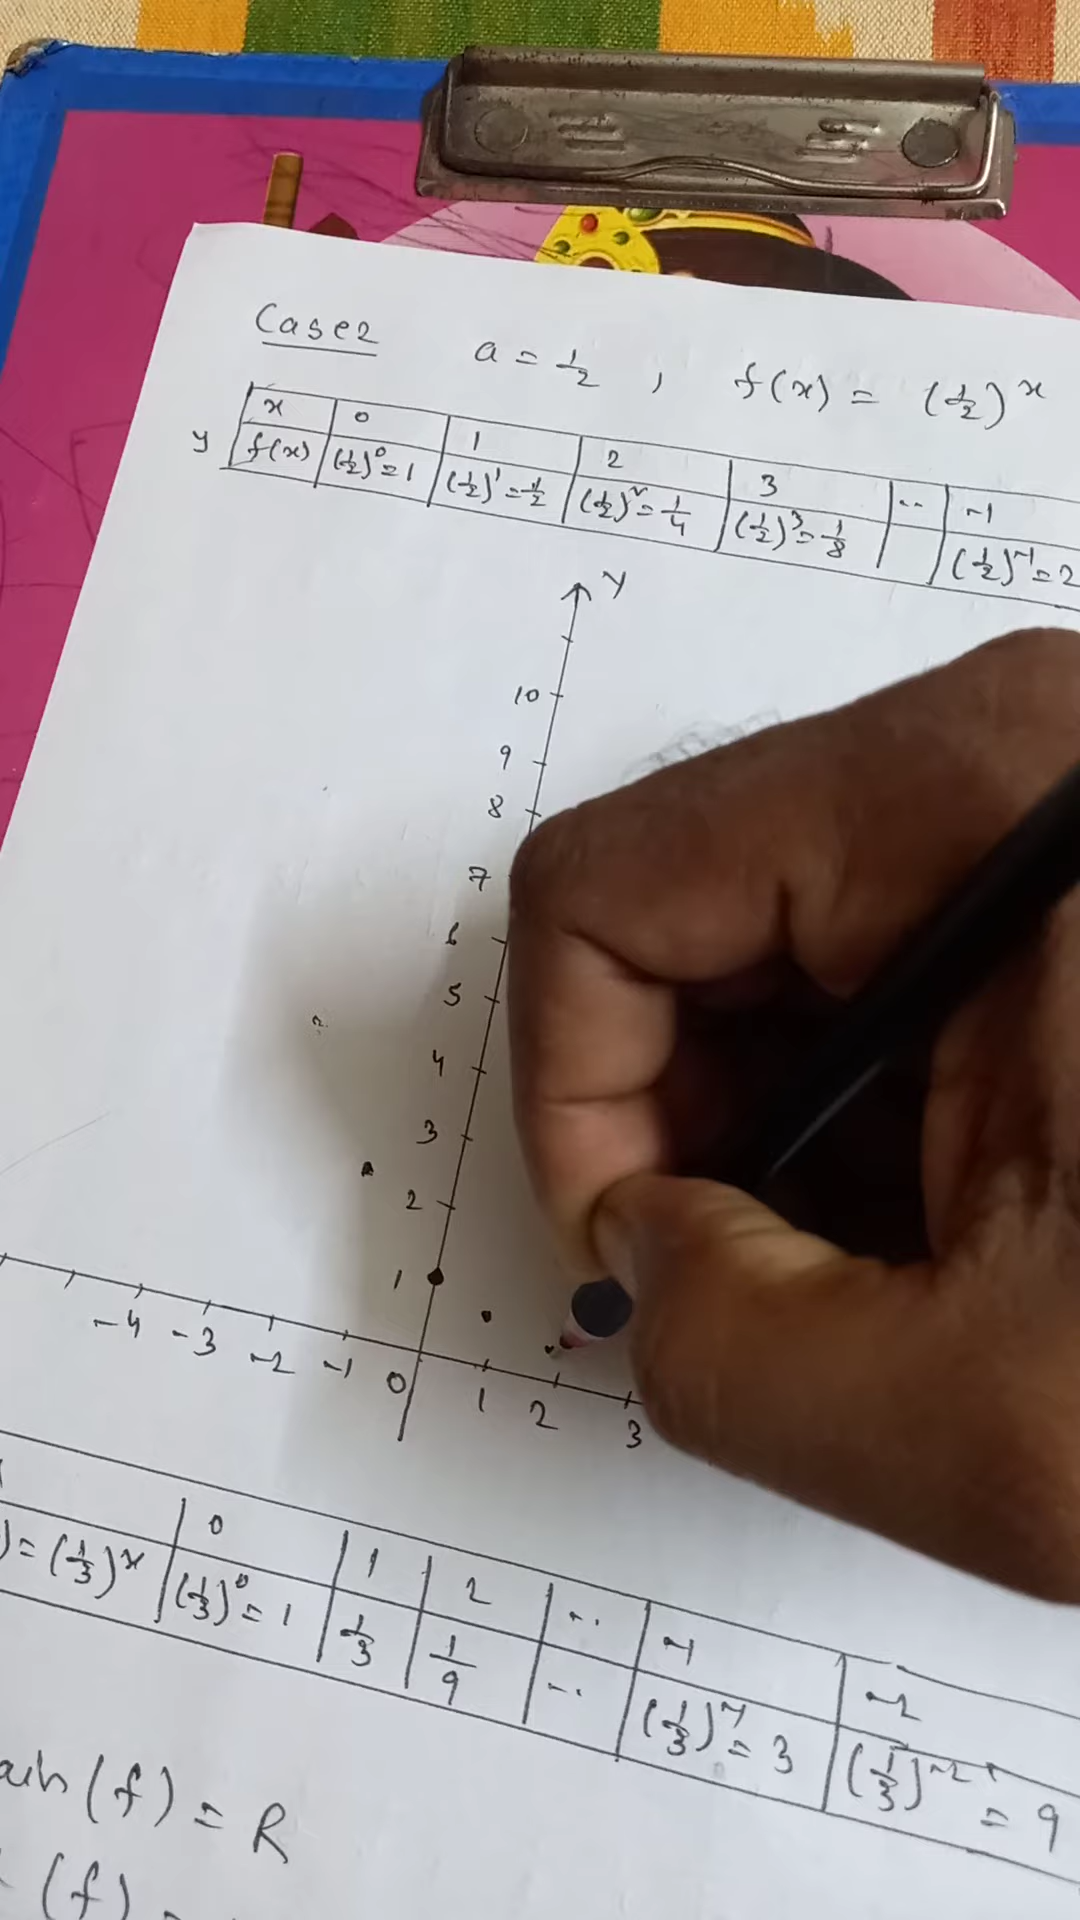 Case2 a = 1/2 , f(x) = (1/2)^x
x 0 1 2 3 .. -1
y f(x) (1/2)^0=1 (1/2)^1=1/2 (1/2)^2=1/4 (1/2)^3=1/8 (1/2)^-1=2
Y
10
9
8
7
6
5
4
3
2
1
-4 -3 -2 -1 0 1 2 3
0 1 2 .. -1 -2
)=(1/3)^x (1/3)^0=1 1/3 1/9 .. (1/3)^-1=3 (1/3)^-2=9
(f) = R
(f)